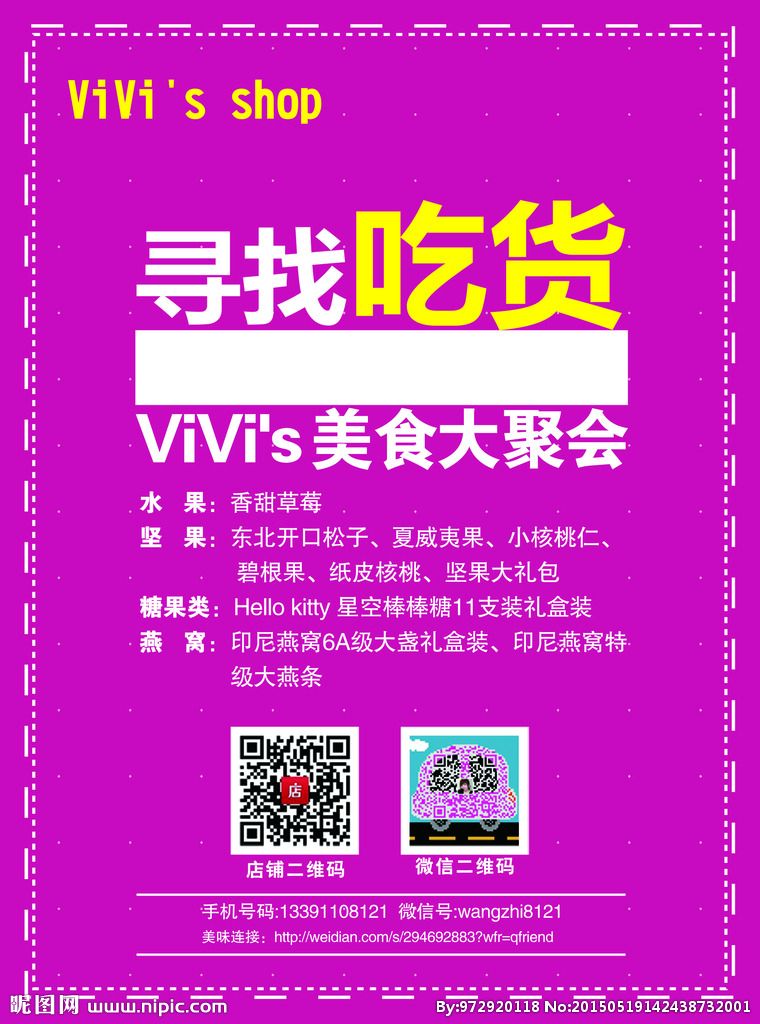 ViVi's shop
寻找吃货
ViVi's美食大聚会
水 果：香甜草莓
坚 果：东北开口松子、夏威夷果、小核桃仁、
碧根果、纸皮核桃、坚果大礼包
糖果类：Hello kitty 星空棒棒糖11支装礼盒装
燕 窝：印尼燕窝6A级大盏礼盒装、印尼燕窝特
级大燕条
店
店铺二维码 微信二维码
手机号码:13391108121 微信号:wangzhi8121
美味连接：http://weidian.com/s/294692883?wfr=qfriend
昵图网 www.nipic.com By:972920118 No:20150519142438732001